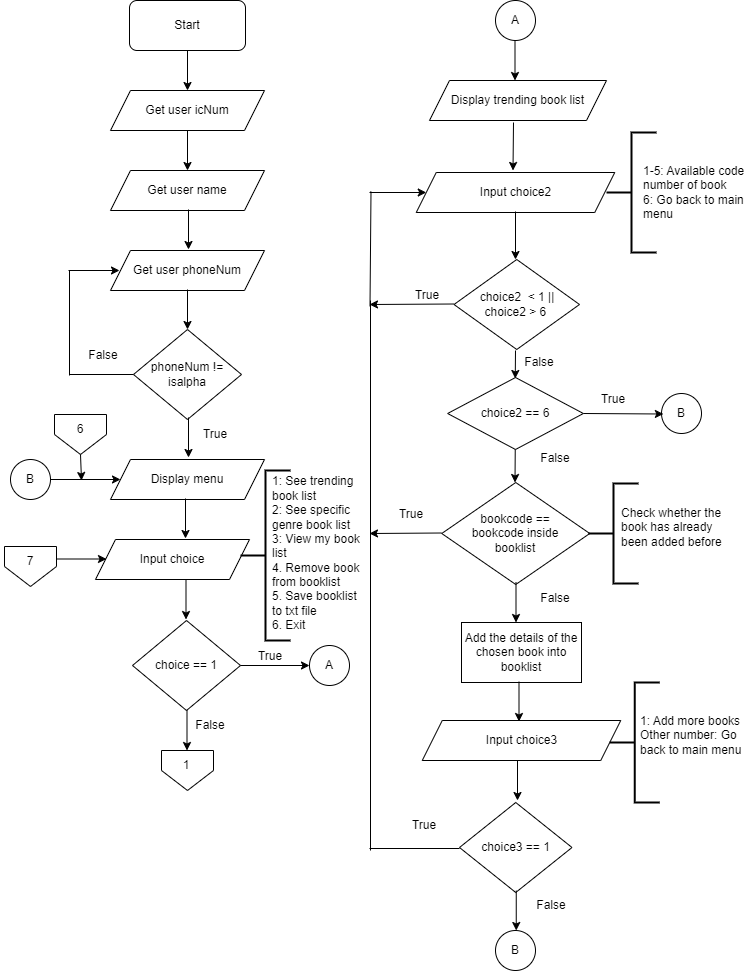 Start
Get user icNum
Get user name
Get user phoneNum
False
phoneNum !=
isalpha
True
6
B
Display menu
1: See trending
book list
2: See specific
genre book list
3: View my book
list
4. Remove book
from booklist
5. Save booklist
to txt file
6. Exit
7
Input choice
choice == 1
True
A
False
1
A
Display trending book list
Input choice2
1-5: Available code
number of book
6: Go back to main
menu
True
choice2  < 1 ||
choice2 > 6
False
choice2 == 6
True
B
False
True
bookcode ==
bookcode inside
booklist
Check whether the
book has already
been added before
False
Add the details of the
chosen book into
booklist
Input choice3
1: Add more books
Other number: Go
back to main menu
True
choice3 == 1
False
B